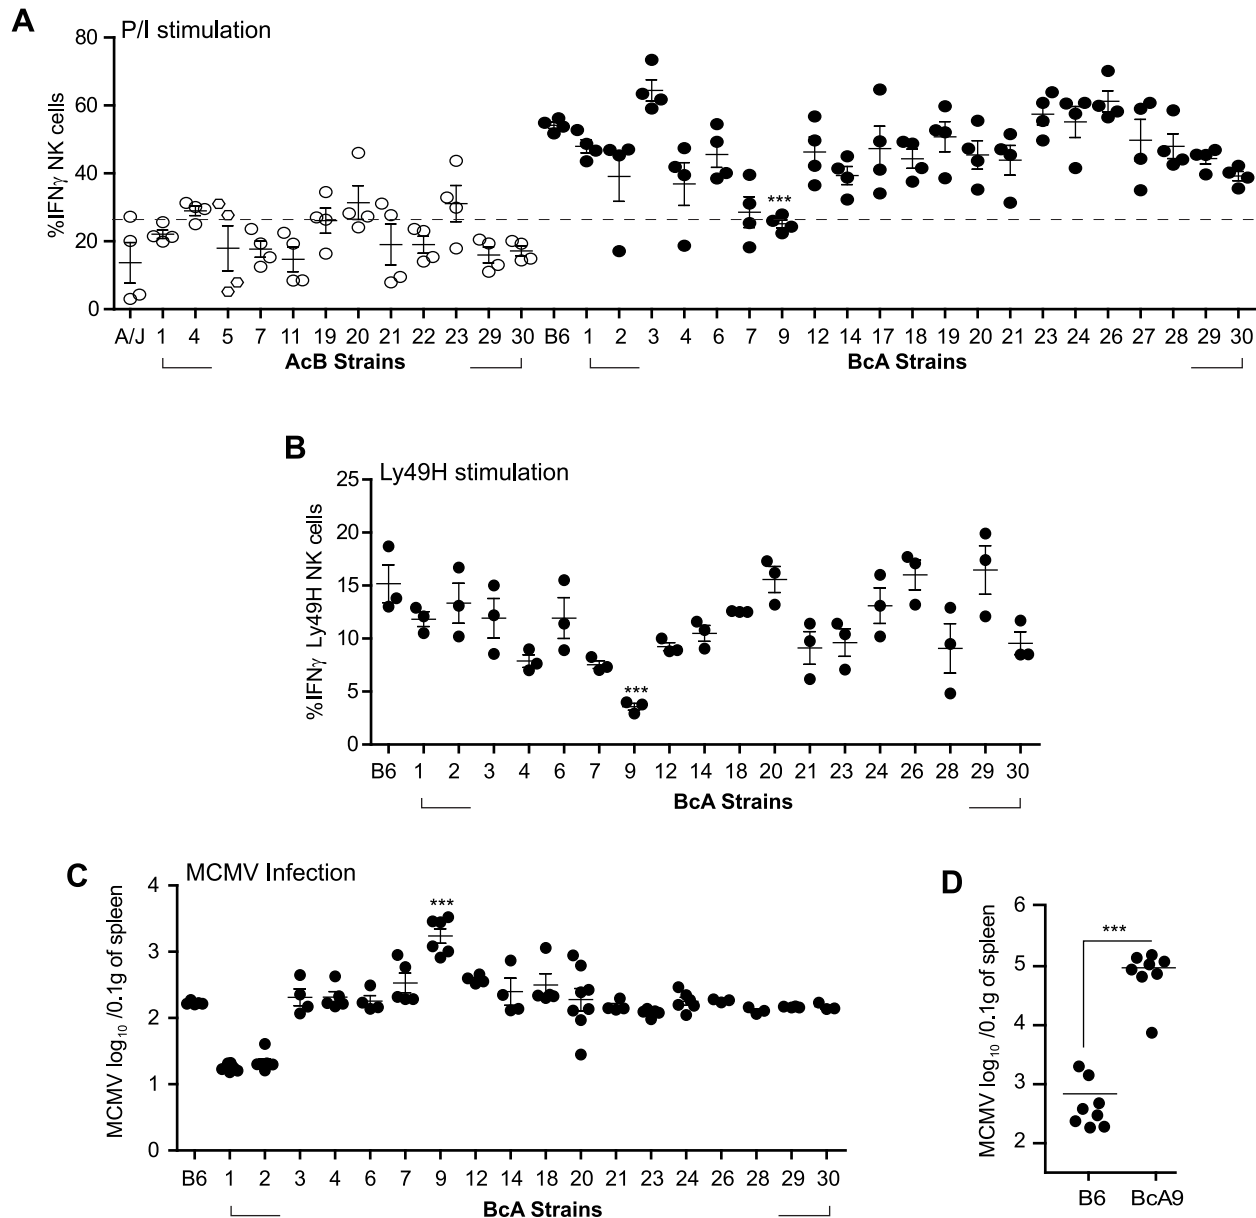 A
P/I stimulation
%IFNγ NK cells
80
60
40
20
0
***
A/J 1 4 5 7 11 19 20 21 22 23 29 30 B6 1 2 3 4 6 7 9 12 14 17 18 19 20 21 23 24 26 27 28 29 30
AcB Strains
BcA Strains
B
Ly49H stimulation
%IFNγ Ly49H NK cells
25
20
15
10
5
0
***
B6 1 2 3 4 6 7 9 12 14 18 20 21 23 24 26 28 29 30
BcA Strains
C
MCMV Infection
MCMV log10 /0.1g of spleen
4
3
2
1
0
***
B6 1 2 3 4 6 7 9 12 14 18 20 21 23 24 26 28 29 30
BcA Strains
D
MCMV log10 /0.1g of spleen
6
5
4
3
2
***
B6 BcA9